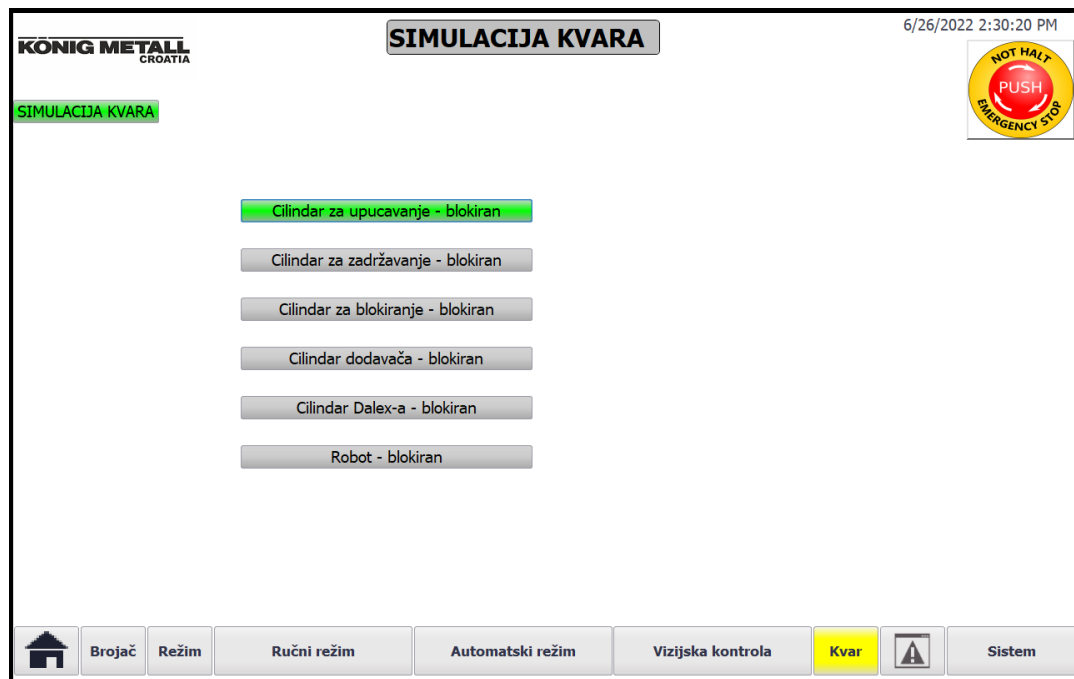 KÖNIG METALL
CROATIA
SIMULACIJA KVARA
6/26/2022 2:30:20 PM
NOT HALT
PUSH
EMERGENCY STOP
SIMULACIJA KVARA
Cilindar za upucavanje - blokiran
Cilindar za zadržavanje - blokiran
Cilindar za blokiranje - blokiran
Cilindar dodavača - blokiran
Cilindar Dalex-a - blokiran
Robot - blokiran
Brojač Režim Ručni režim Automatski režim Vizijska kontrola Kvar Sistem